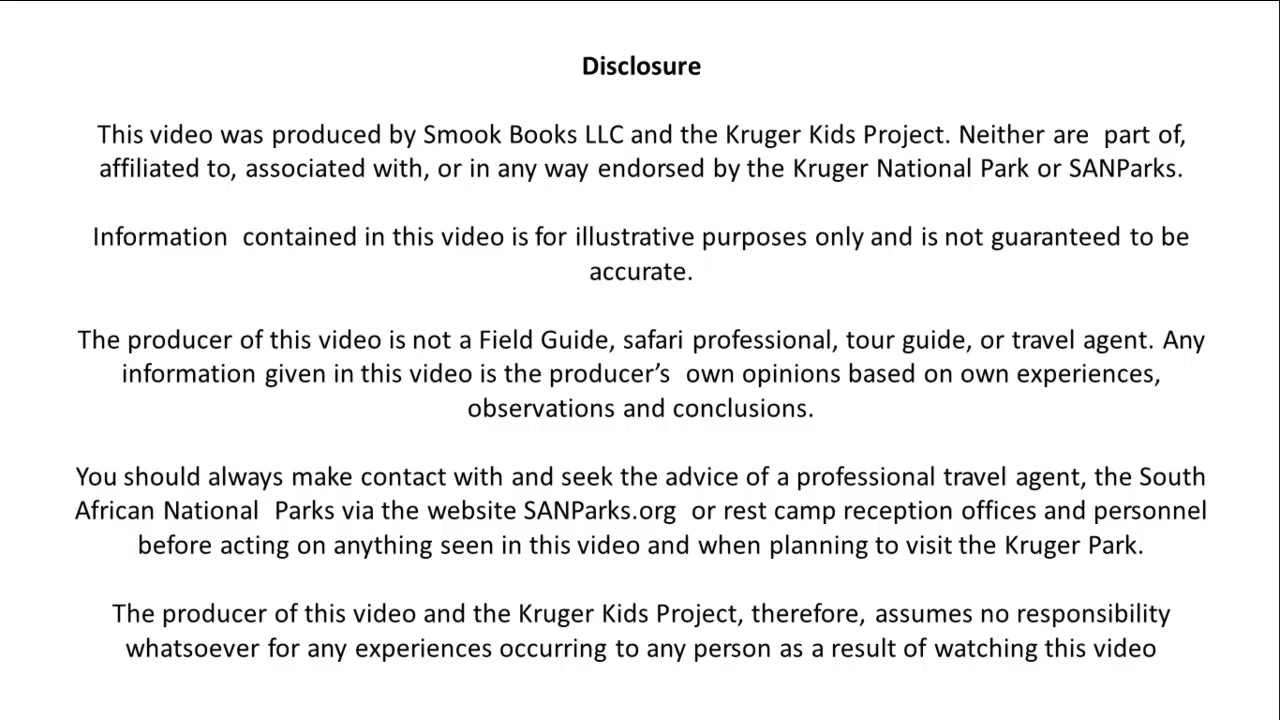 Disclosure
This video was produced by Smook Books LLC and the Kruger Kids Project. Neither are  part of,
affiliated to, associated with, or in any way endorsed by the Kruger National Park or SANParks.
Information  contained in this video is for illustrative purposes only and is not guaranteed to be
accurate.
The producer of this video is not a Field Guide, safari professional, tour guide, or travel agent. Any
information given in this video is the producer’s  own opinions based on own experiences,
observations and conclusions.
You should always make contact with and seek the advice of a professional travel agent, the South
African National  Parks via the website SANParks.org  or rest camp reception offices and personnel
before acting on anything seen in this video and when planning to visit the Kruger Park.
The producer of this video and the Kruger Kids Project, therefore, assumes no responsibility
whatsoever for any experiences occurring to any person as a result of watching this video